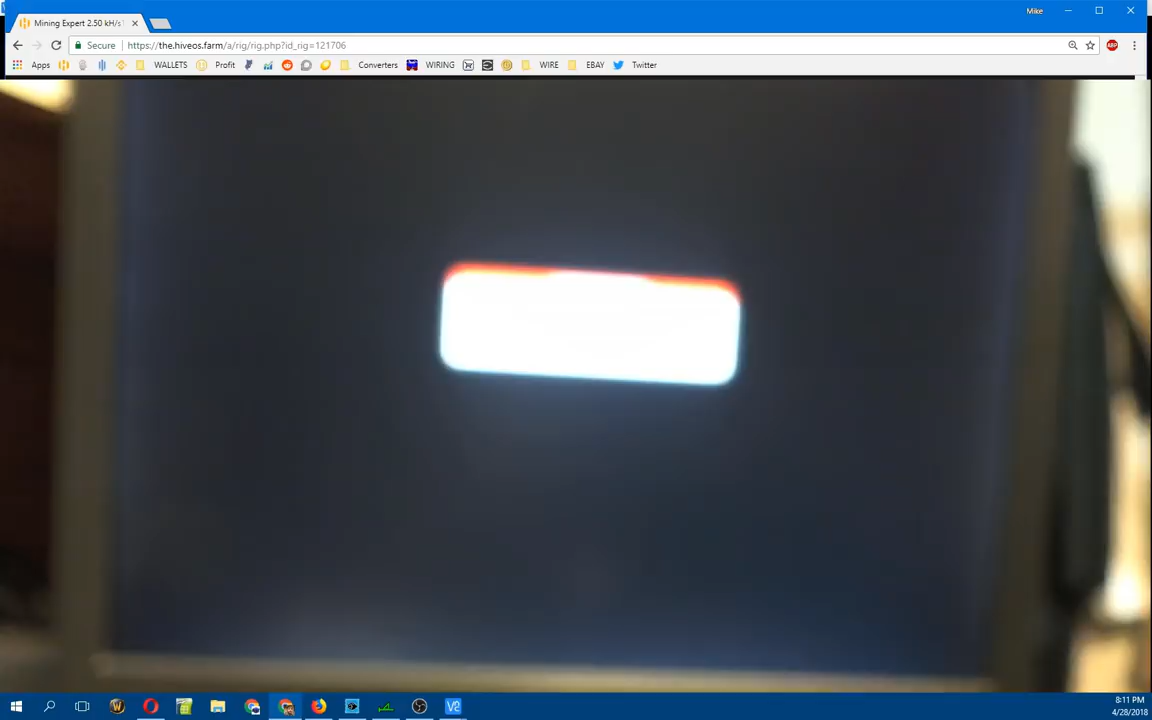 Mike
Mining Expert 2.50 kH/s
Secure https://the.hiveos.farm/a/rig/rig.php?id_rig=121706
Apps WALLETS Profit Converters WIRING WIRE EBAY Twitter
8:11 PM
4/28/2018